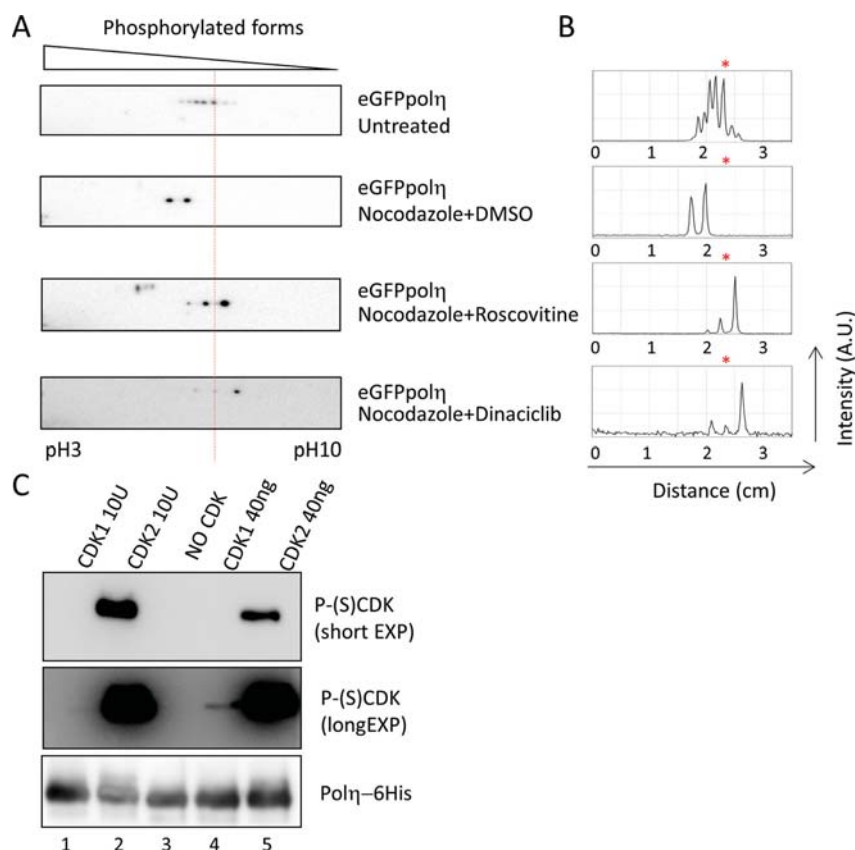 A
Phosphorylated forms
eGFPpolη
Untreated
eGFPpolη
Nocodazole+DMSO
eGFPpolη
Nocodazole+Roscovitine
eGFPpolη
Nocodazole+Dinaciclib
pH3 pH10
B
*
0 1 2 3
*
0 1 2 3
*
0 1 2 3
*
0 1 2 3
Distance (cm)
Intensity (A.U.)
C
CDK1 10U
CDK2 10U
NO CDK
CDK1 40ng
CDK2 40ng
P-(S)CDK
(short EXP)
P-(S)CDK
(longEXP)
Polη–6His
1 2 3 4 5